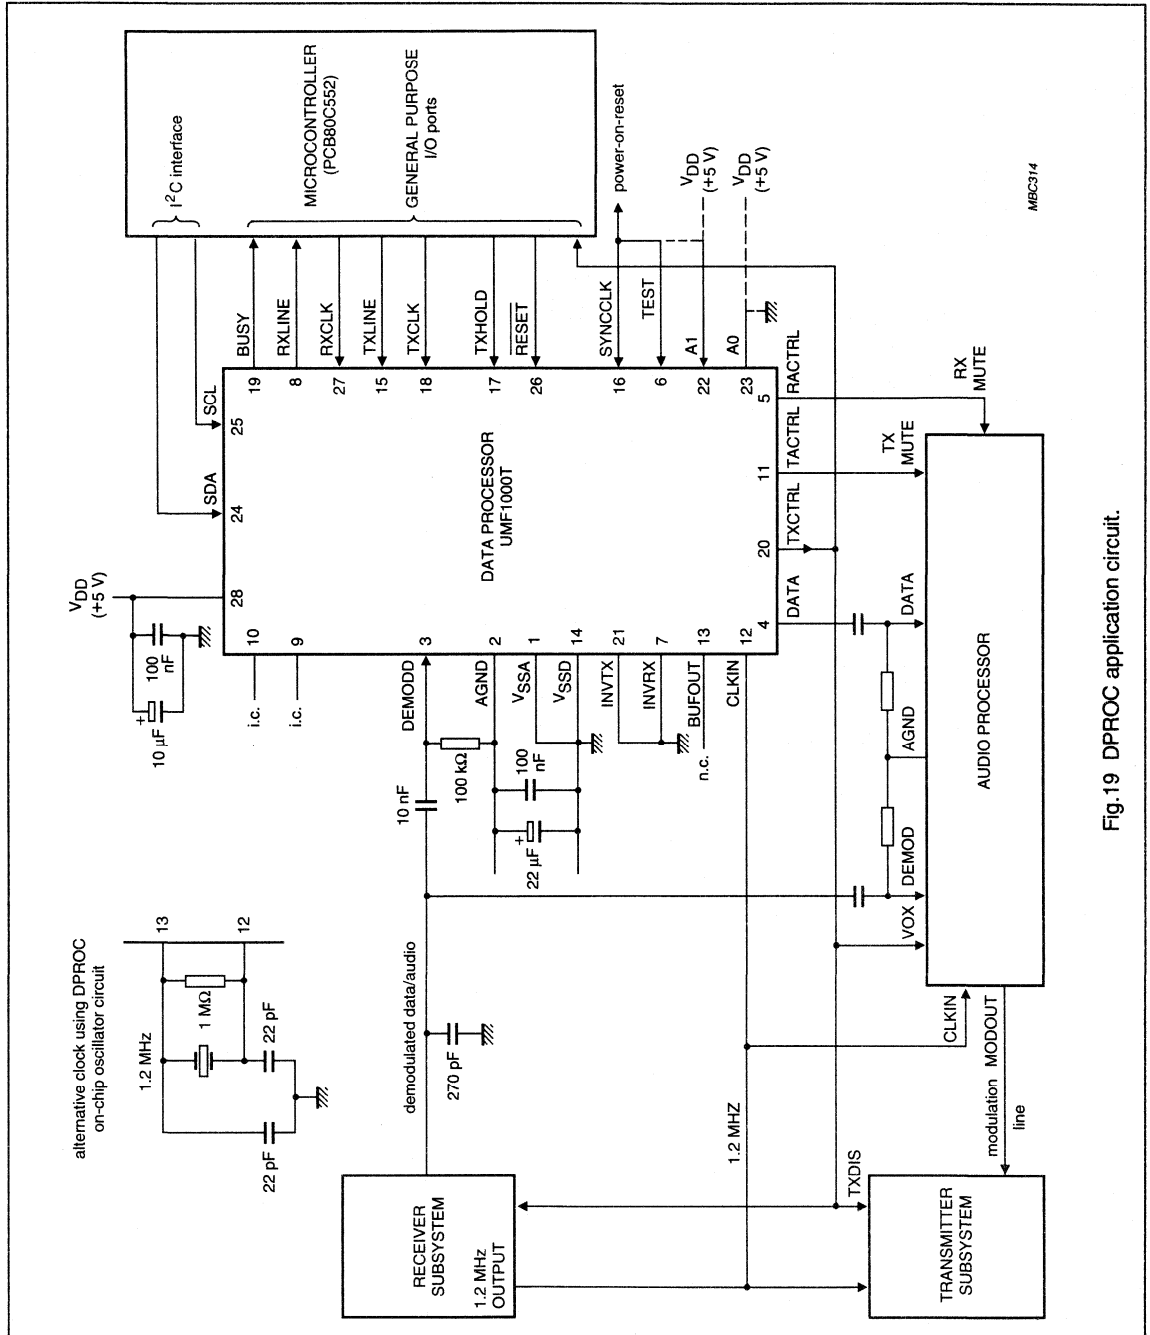 I²C interface
MICROCONTROLLER
(PCB80C552)
GENERAL PURPOSE
I/O ports
VDD
(+5 V)
100
nF
10 µF
+
i.c.
i.c.
SDA
SCL
BUSY
RXLINE
RXCLK
TXLINE
TXCLK
TXHOLD
RESET
SYNCCLK
TEST
A1
A0
power-on-reset
VDD
(+5 V)
VDD
(+5 V)
28
24
25
19
8
27
15
18
17
26
16
6
22
23
10
9
DATA PROCESSOR
UMF1000T
3
2
1
14
21
7
13
12
4
20
11
5
DEMODD
AGND
VSSA
VSSD
INVTX
INVRX
BUFOUT
CLKIN
DATA
TXCTRL
TACTRL
RACTRL
10 nF
100 kΩ
100
nF
22 µF
+
n.c.
TX
MUTE
RX
MUTE
alternative clock using DPROC
on-chip oscillator circuit
1.2 MHz
1 MΩ
22 pF
22 pF
13
12
demodulated data/audio
270 pF
1.2 MHZ
RECEIVER
SUBSYSTEM
1.2 MHz
OUTPUT
TXDIS
TRANSMITTER
SUBSYSTEM
modulation
line
MODOUT
CLKIN
VOX
DEMOD
AGND
DATA
AUDIO PROCESSOR
MBC314
Fig.19 DPROC application circuit.